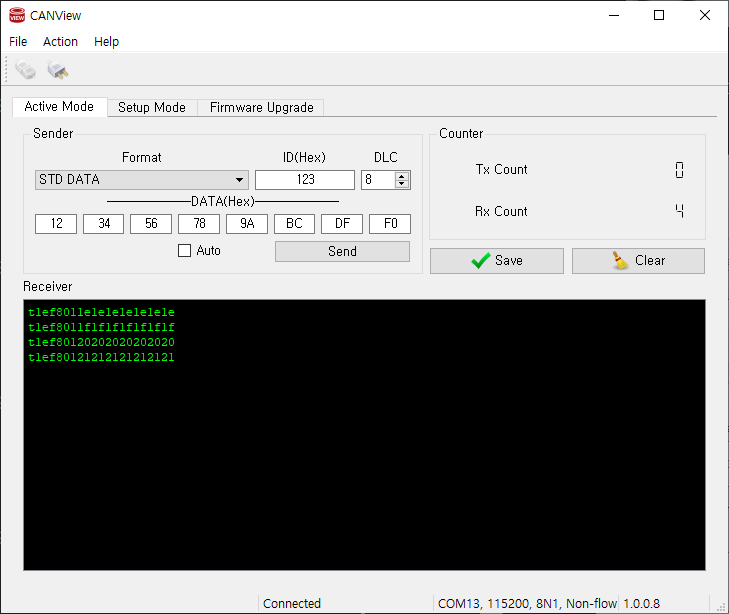 CANView
File Action Help
Active Mode Setup Mode Firmware Upgrade
Sender
Format ID(Hex) DLC
STD DATA 123 8
DATA(Hex)
12 34 56 78 9A BC DF F0
Auto Send
Counter
Tx Count 0
Rx Count 4
Save Clear
Receiver
t1ef8011e1e1e1e1e1e1e
t1ef8011f1f1f1f1f1f1f
t1ef80120202020202020
t1ef80121212121212121
Connected COM13, 115200, 8N1, Non-flow 1.0.0.8